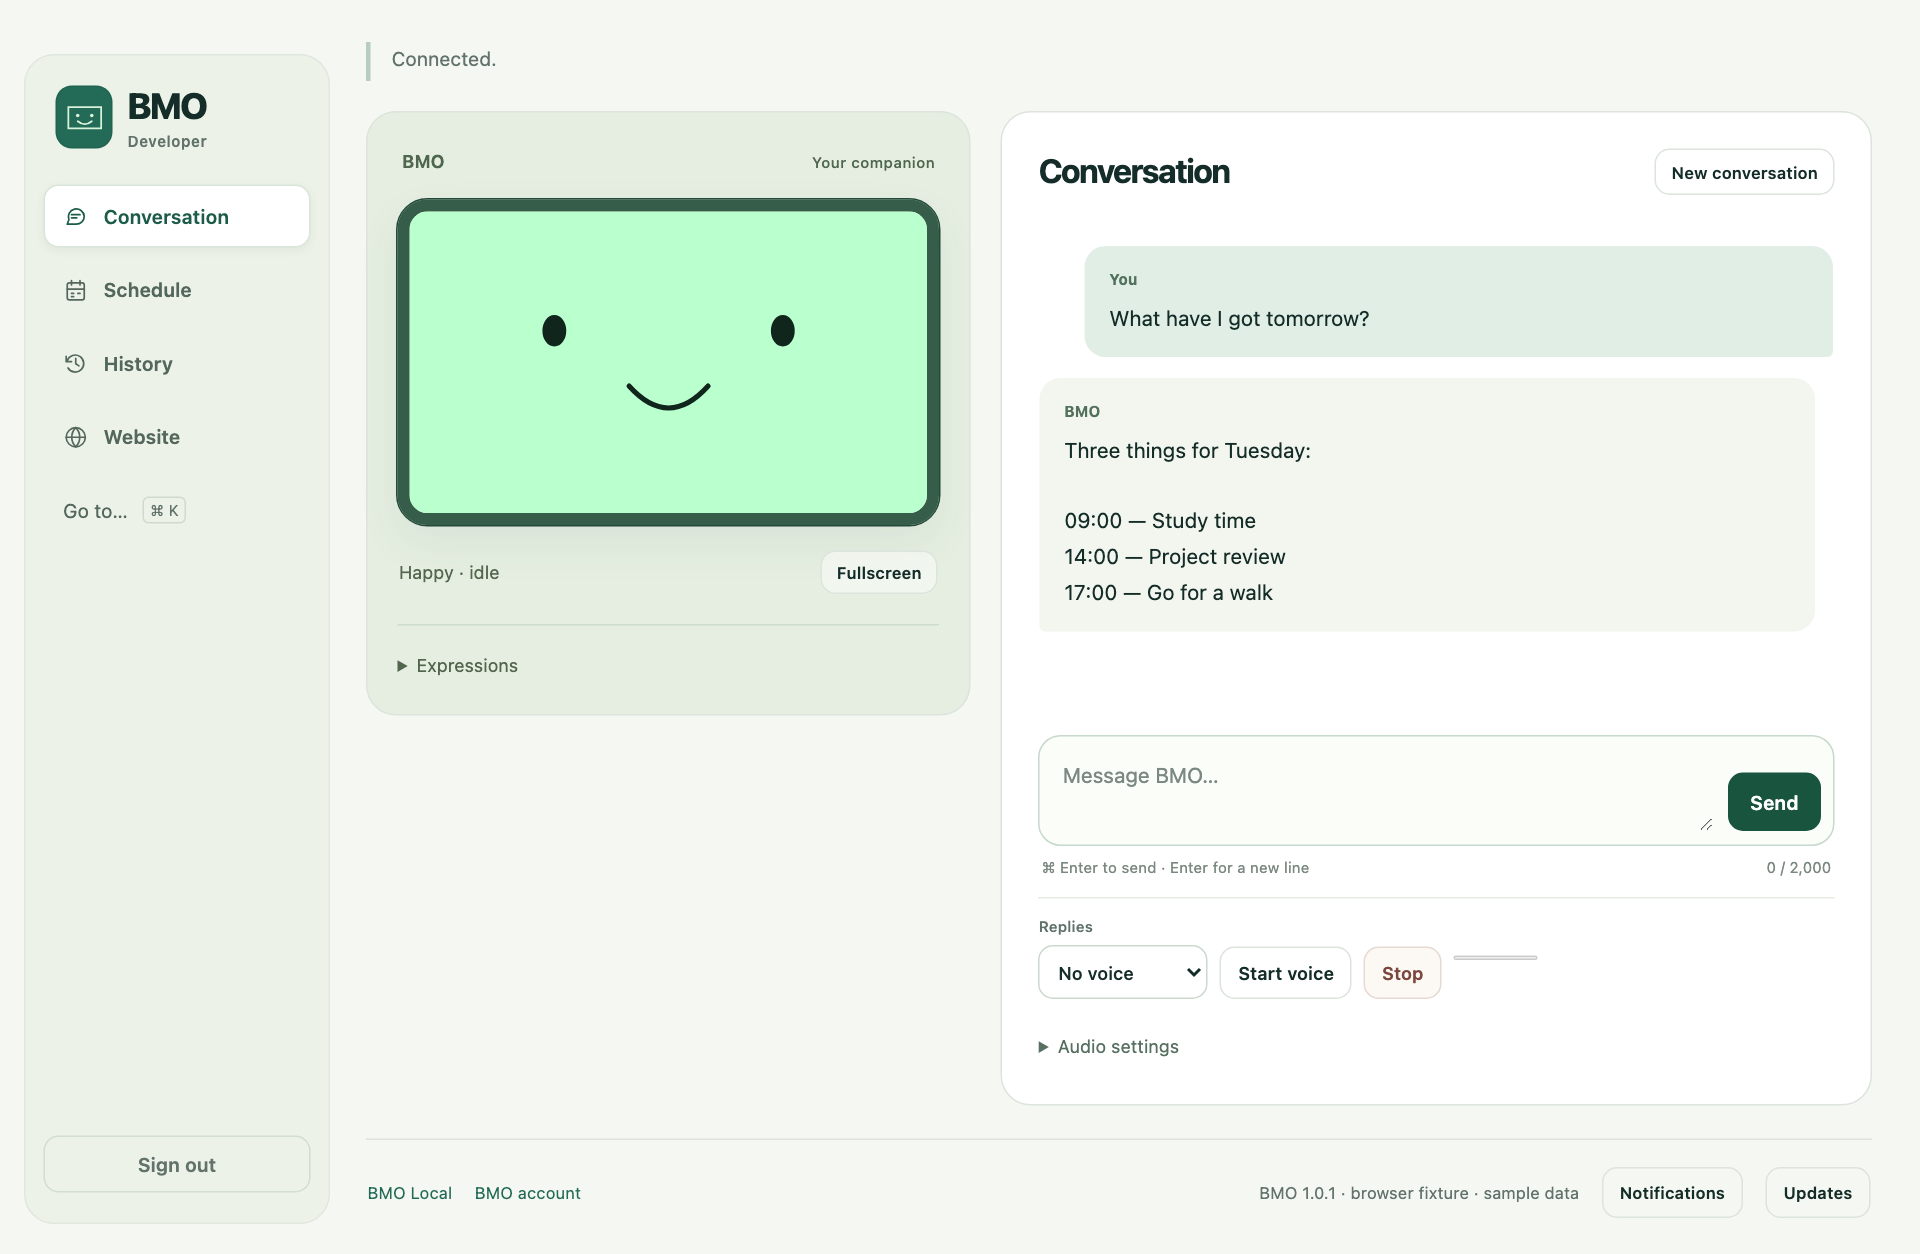 BMO
Developer
Conversation
Schedule
History
Website
Go to... ⌘ K
Sign out
Connected.
BMO
Your companion
Happy · idle
Fullscreen
Expressions
Conversation
New conversation
You
What have I got tomorrow?
BMO
Three things for Tuesday:
09:00 — Study time
14:00 — Project review
17:00 — Go for a walk
Message BMO...
Send
⌘ Enter to send · Enter for a new line
0 / 2,000
Replies
No voice
Start voice
Stop
Audio settings
BMO Local
BMO account
BMO 1.0.1 · browser fixture · sample data
Notifications
Updates